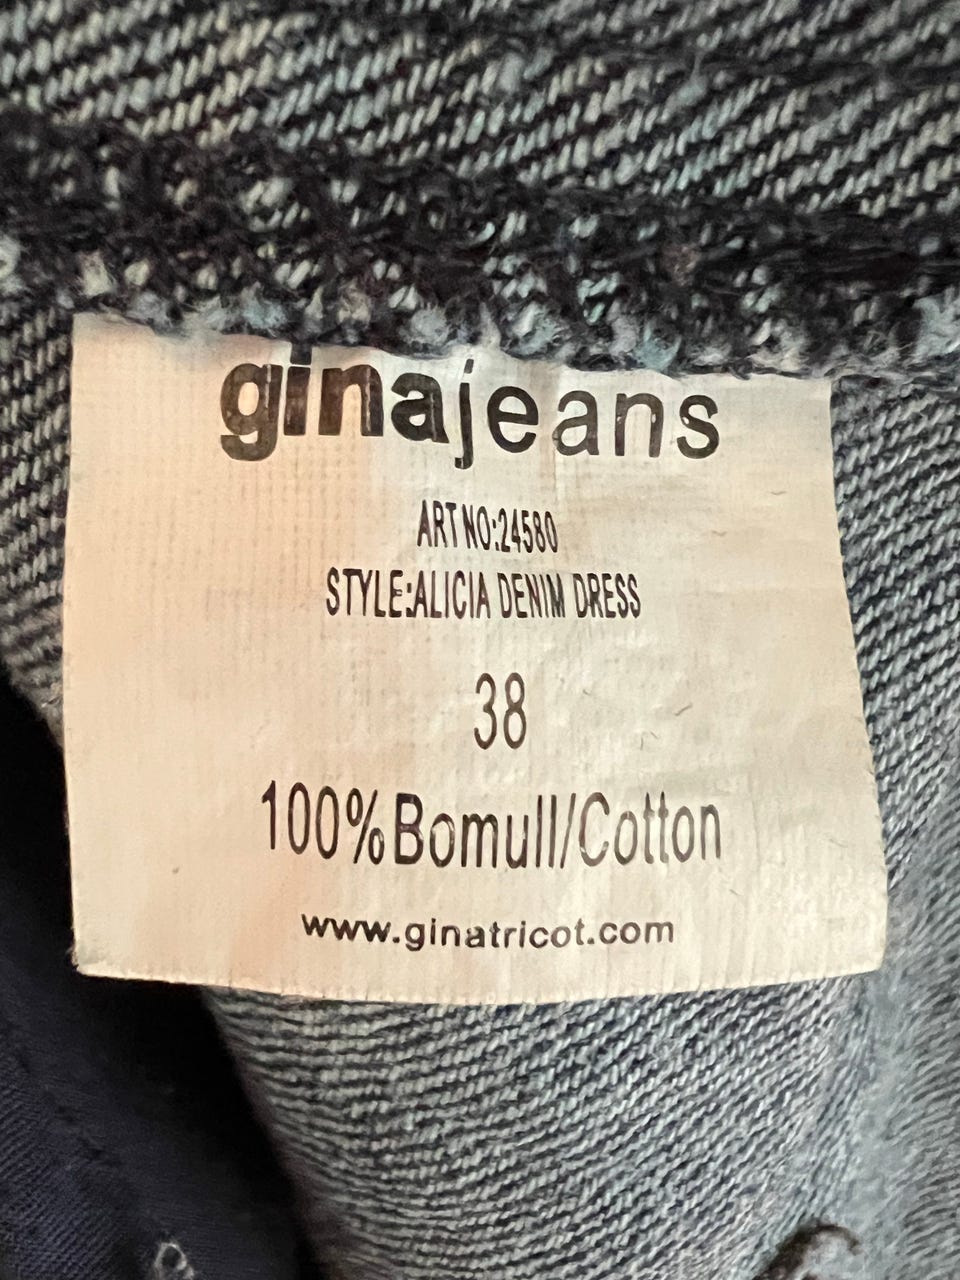 ginajeans
ART NO:24580
STYLE:ALICIA DENIM DRESS
38
100%Bomull/Cotton
www.ginatricot.com